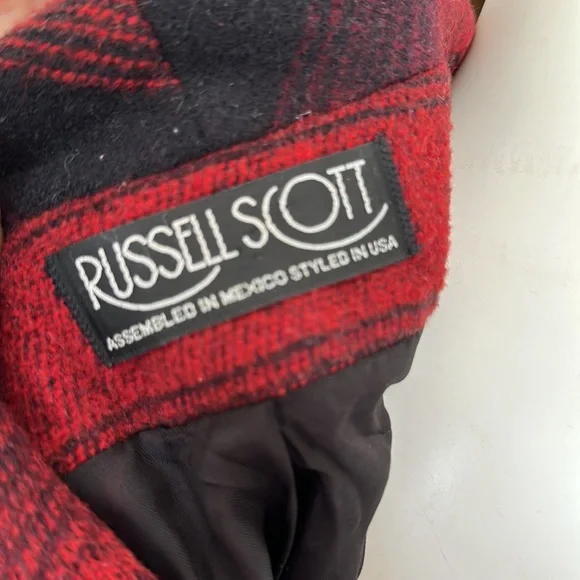 RUSSELL SCOTT
ASSEMBLED IN MEXICO STYLED IN USA